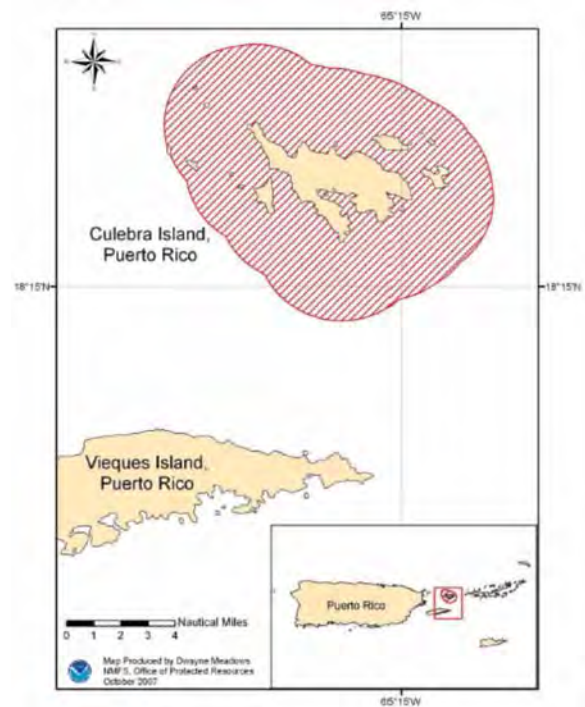 65°15'W
Culebra Island,
Puerto Rico
18°15'N
18°15'N
Vieques Island,
Puerto Rico
Puerto Rico
Nautical Miles
0 1 2 3 4
Map Produced by Dwayne Meadows
NMFS, Office of Protected Resources
October 2007
65°15'W